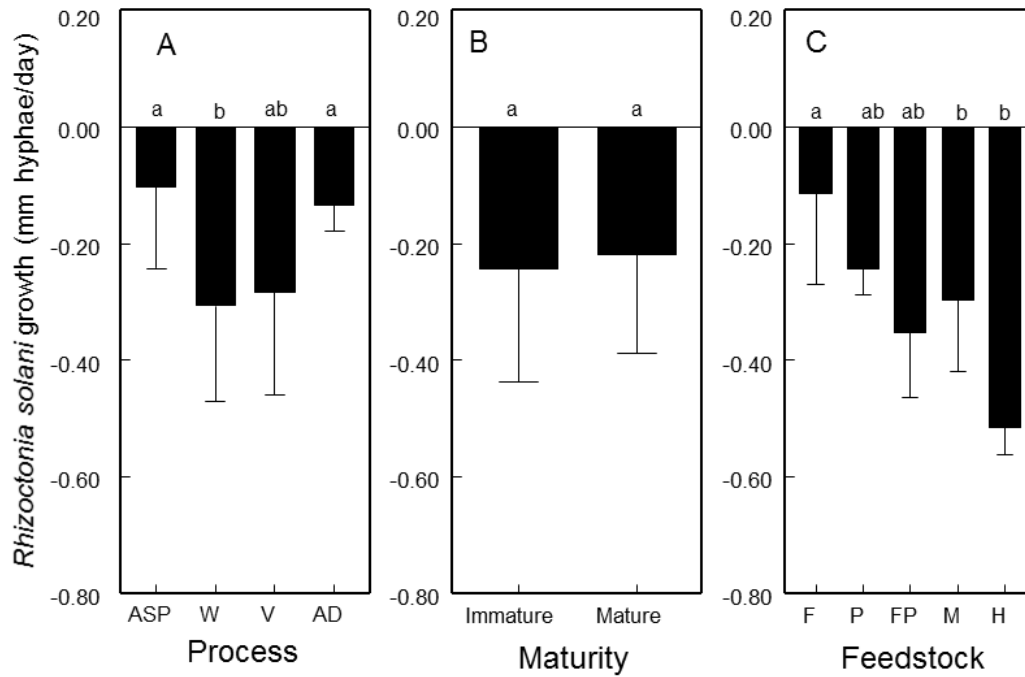 Rhizoctonia solani growth (mm hyphae/day)
A
0.20
0.00
-0.20
-0.40
-0.60
-0.80
a b ab a
ASP W V AD
Process
B
0.20
0.00
-0.20
-0.40
-0.60
-0.80
a a
Immature Mature
Maturity
C
0.20
0.00
-0.20
-0.40
-0.60
-0.80
a ab ab b b
F P FP M H
Feedstock